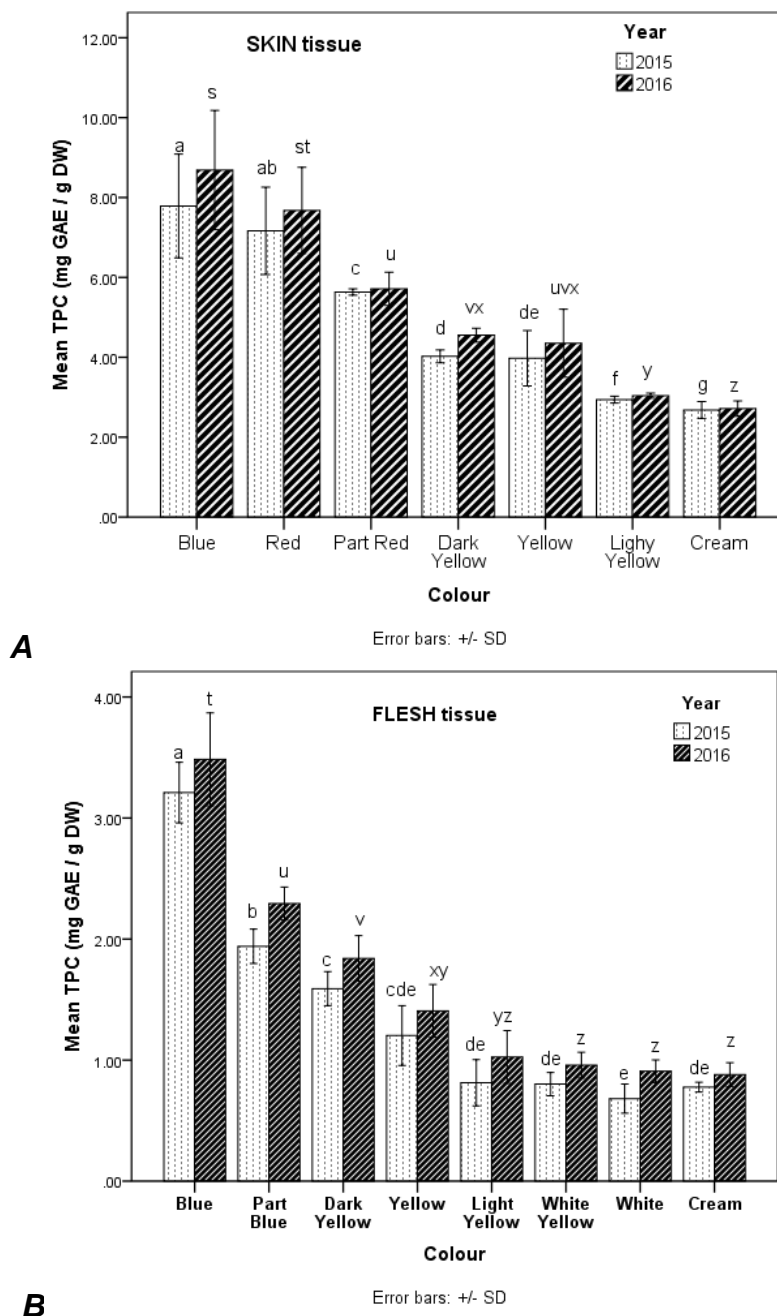 12.00
SKIN tissue
Year
2015
2016
10.00
8.00
6.00
4.00
2.00
.00
Mean TPC (mg GAE / g DW)
a
s
ab
st
c
u
d
vx
de
uvx
f
y
g
z
Blue
Red
Part Red
Dark
Yellow
Yellow
Lighy
Yellow
Cream
Colour
Error bars: +/- SD
A
4.00
FLESH tissue
Year
2015
2016
3.00
2.00
1.00
.00
Mean TPC (mg GAE / g DW)
a
t
b
u
c
v
cde
xy
de
yz
de
z
e
z
de
z
Blue
Part
Blue
Dark
Yellow
Yellow
Light
Yellow
White
Yellow
White
Cream
Colour
Error bars: +/- SD
B